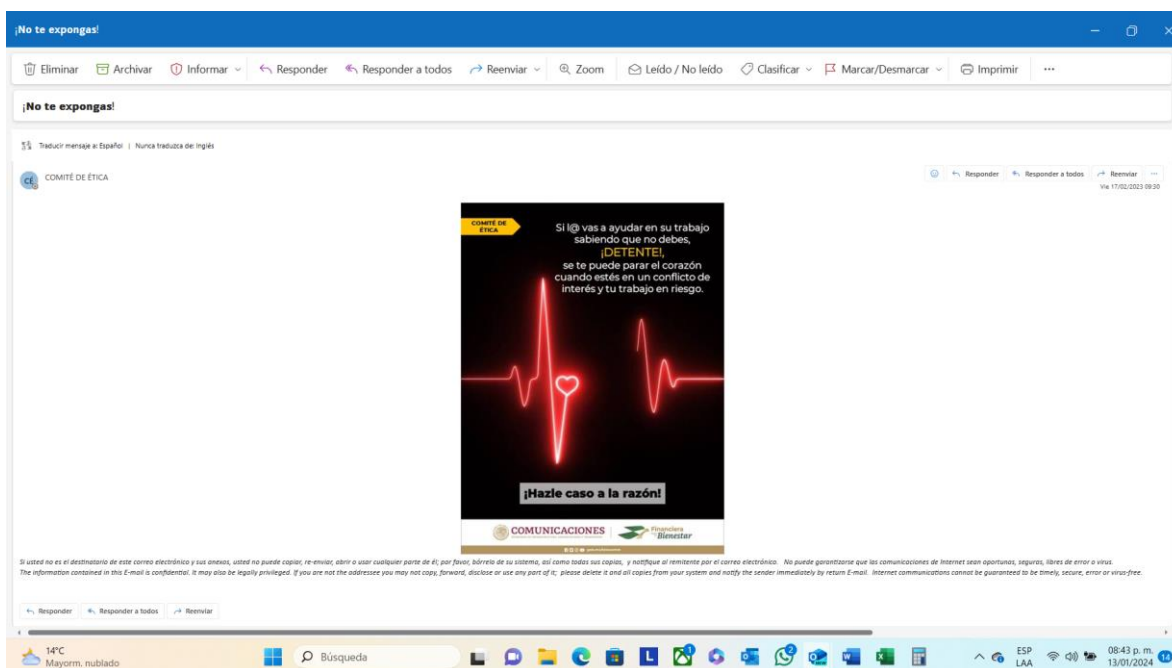 ¡No te expongas!
Eliminar Archivar Informar Responder Responder a todos Reenviar Zoom Leído / No leído Clasificar Marcar/Desmarcar Imprimir ...
¡No te expongas!
Traducir mensaje a: Español | Nunca traduzca de: Inglés
CÉ COMITÉ DE ÉTICA
Responder Responder a todos Reenviar ...
Vie 17/02/2023 09:30
COMITÉ DE
ÉTICA
Si l@ vas a ayudar en su trabajo
sabiendo que no debes,
¡DETENTE!,
se te puede parar el corazón
cuando estés en un conflicto de
interés y tu trabajo en riesgo.
¡Hazle caso a la razón!
COMUNICACIONES
Financiera
Bienestar
Si usted no es el destinatario de este correo electrónico y sus anexos, usted no puede copiar, re-enviar, abrir o usar cualquier parte de él; por favor, bórrelo de su sistema, así como todas sus copias, y notifique al remitente por el correo electrónico. No puede garantizarse que las comunicaciones de Internet sean oportunas, seguras, libres de error o virus.
The information contained in this E-mail is confidential. It may also be legally privileged. If you are not the addressee you may not copy, forward, disclose or use any part of it; please delete it and all copies from your system and notify the sender immediately by return E-mail. Internet communications cannot be guaranteed to be timely, secure, error or virus-free.
Responder Responder a todos Reenviar
14°C
Mayorm. nublado
Búsqueda
ESP
LAA
08:43 p. m.
13/01/2024